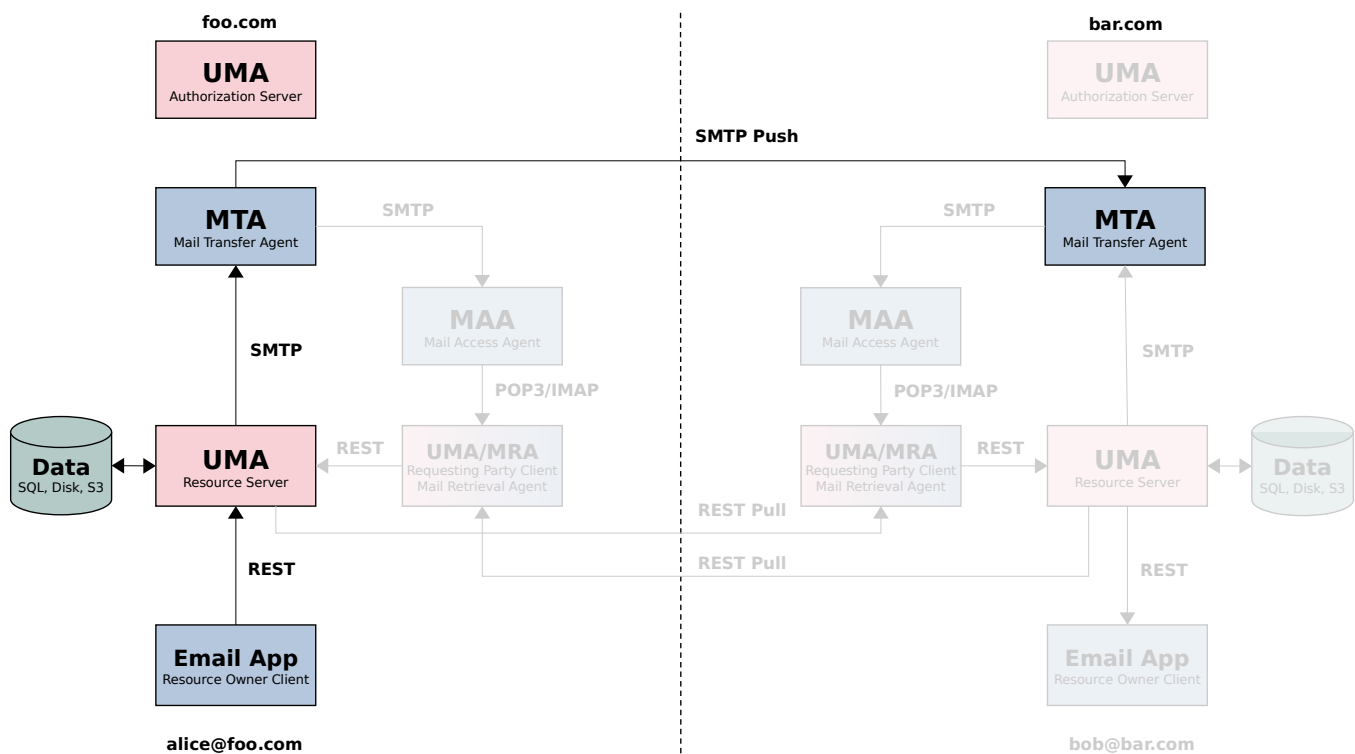 foo.com
bar.com
UMA
Authorization Server
UMA
Authorization Server
SMTP Push
MTA
Mail Transfer Agent
SMTP
SMTP
MTA
Mail Transfer Agent
MAA
Mail Access Agent
MAA
Mail Access Agent
SMTP
SMTP
POP3/IMAP
POP3/IMAP
Data
SQL, Disk, S3
UMA
Resource Server
REST
UMA/MRA
Requesting Party Client
Mail Retrieval Agent
UMA/MRA
Requesting Party Client
Mail Retrieval Agent
REST
UMA
Resource Server
Data
SQL, Disk, S3
REST Pull
REST Pull
REST
REST
Email App
Resource Owner Client
Email App
Resource Owner Client
alice@foo.com
bob@bar.com